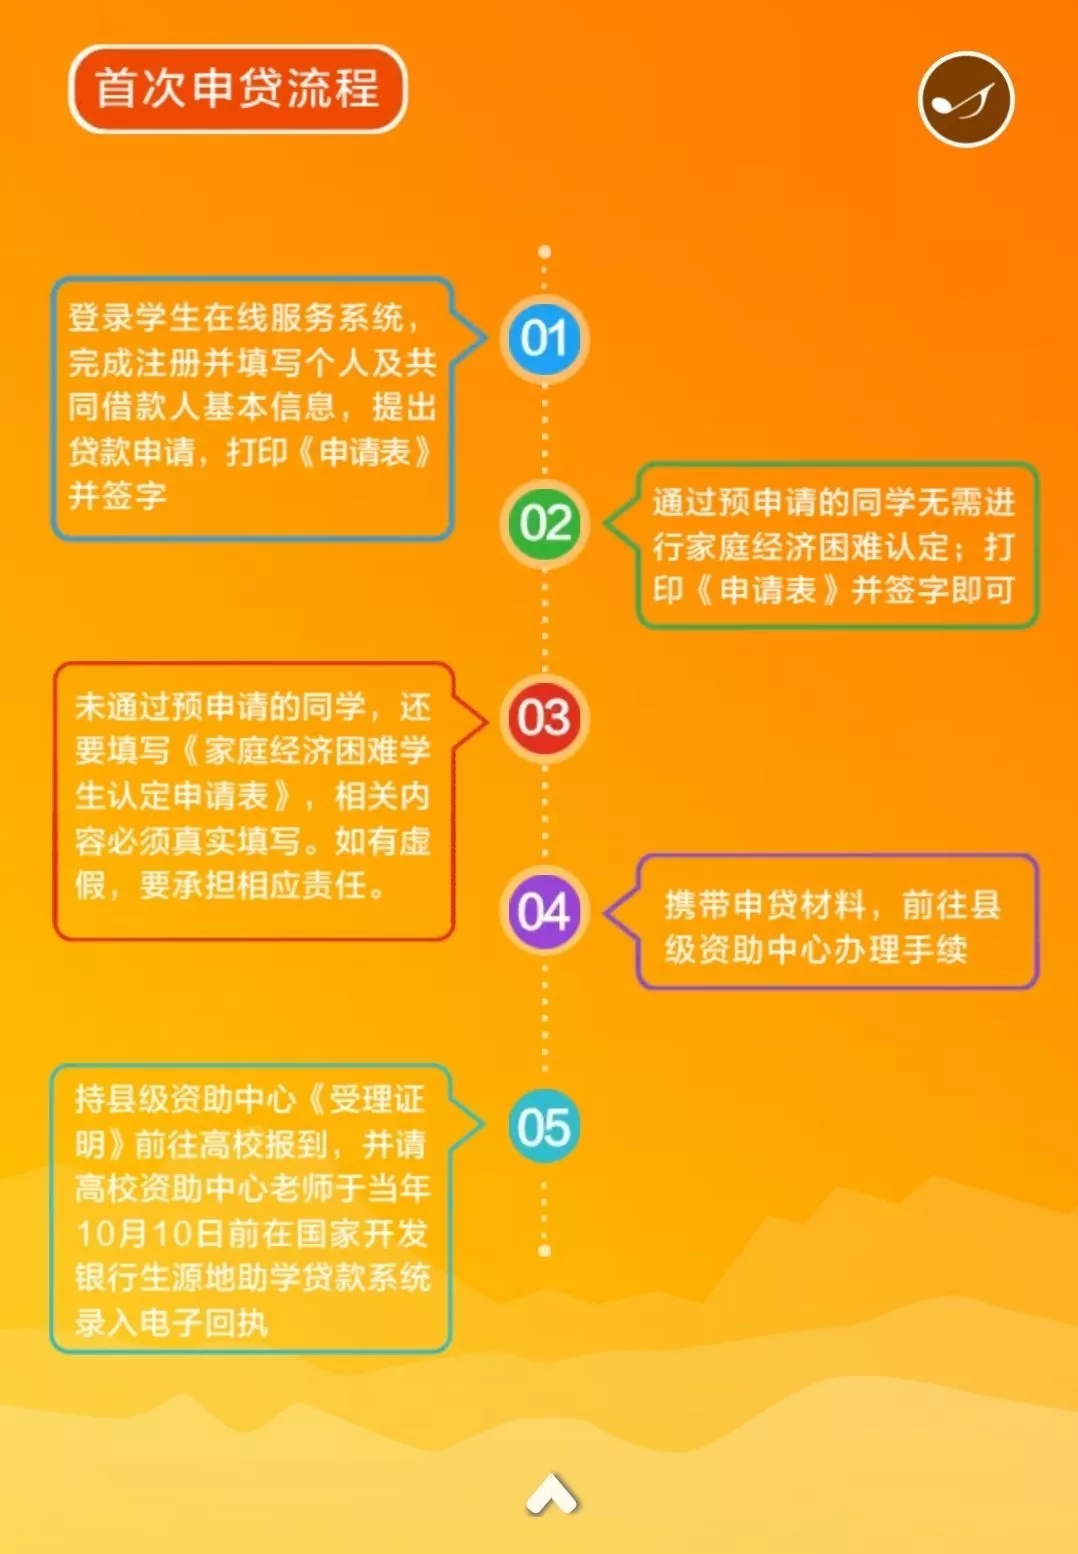 首次申贷流程
登录学生在线服务系统，
完成注册并填写个人及共
同借款人基本信息，提出
贷款申请，打印《申请表》
并签字
01
02
通过预申请的同学无需进
行家庭经济困难认定；打
印《申请表》并签字即可
未通过预申请的同学，还
要填写《家庭经济困难学
生认定申请表》，相关内
容必须真实填写。如有虚
假，要承担相应责任。
03
04
携带申贷材料，前往县
级资助中心办理手续
持县级资助中心《受理证
明》前往高校报到，并请
高校资助中心老师于当年
10月10日前在国家开发
银行生源地助学贷款系统
录入电子回执
05